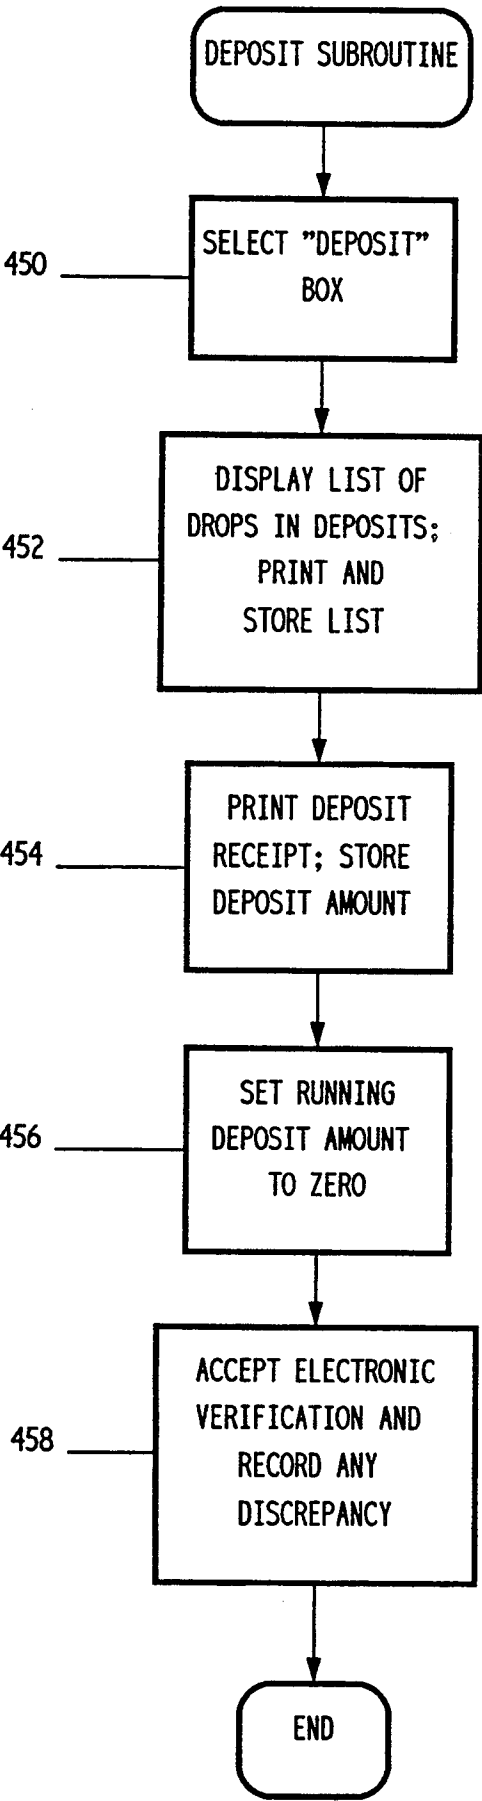 DEPOSIT SUBROUTINE
450
SELECT "DEPOSIT"
BOX
452
DISPLAY LIST OF
DROPS IN DEPOSITS;
PRINT AND
STORE LIST
454
PRINT DEPOSIT
RECEIPT; STORE
DEPOSIT AMOUNT
456
SET RUNNING
DEPOSIT AMOUNT
TO ZERO
458
ACCEPT ELECTRONIC
VERIFICATION AND
RECORD ANY
DISCREPANCY
END